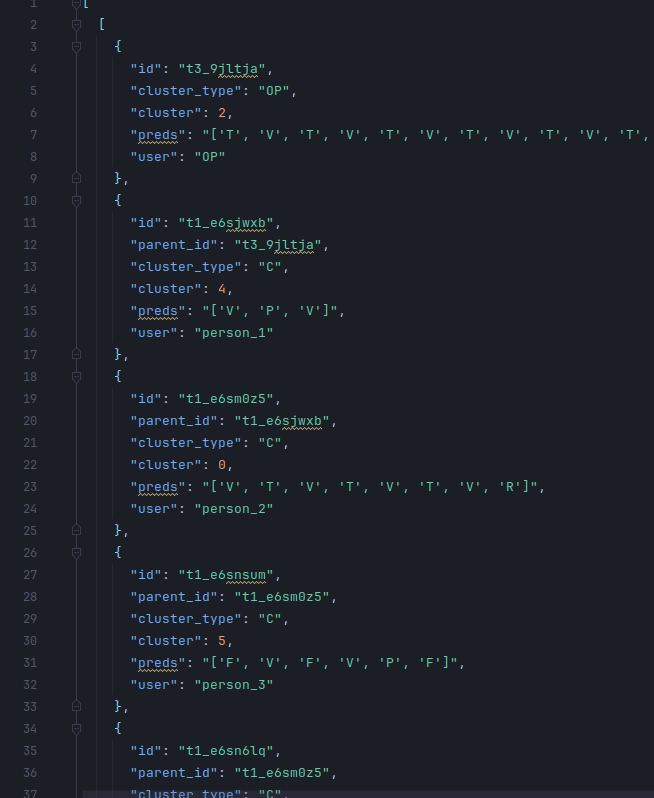 1 [
2 [
3 {
4 "id": "t3_9jltja",
5 "cluster_type": "OP",
6 "cluster": 2,
7 "preds": "['T', 'V', 'T', 'V', 'T', 'V', 'T', 'V', 'T', 'V', 'T',
8 "user": "OP"
9 },
10 {
11 "id": "t1_e6sjwxb",
12 "parent_id": "t3_9jltja",
13 "cluster_type": "C",
14 "cluster": 4,
15 "preds": "['V', 'P', 'V']",
16 "user": "person_1"
17 },
18 {
19 "id": "t1_e6sm0z5",
20 "parent_id": "t1_e6sjwxb",
21 "cluster_type": "C",
22 "cluster": 0,
23 "preds": "['V', 'T', 'V', 'T', 'V', 'T', 'V', 'R']",
24 "user": "person_2"
25 },
26 {
27 "id": "t1_e6snsum",
28 "parent_id": "t1_e6sm0z5",
29 "cluster_type": "C",
30 "cluster": 5,
31 "preds": "['F', 'V', 'F', 'V', 'P', 'F']",
32 "user": "person_3"
33 },
34 {
35 "id": "t1_e6sn6lq",
36 "parent_id": "t1_e6sm0z5",
37 "cluster_type": "C",